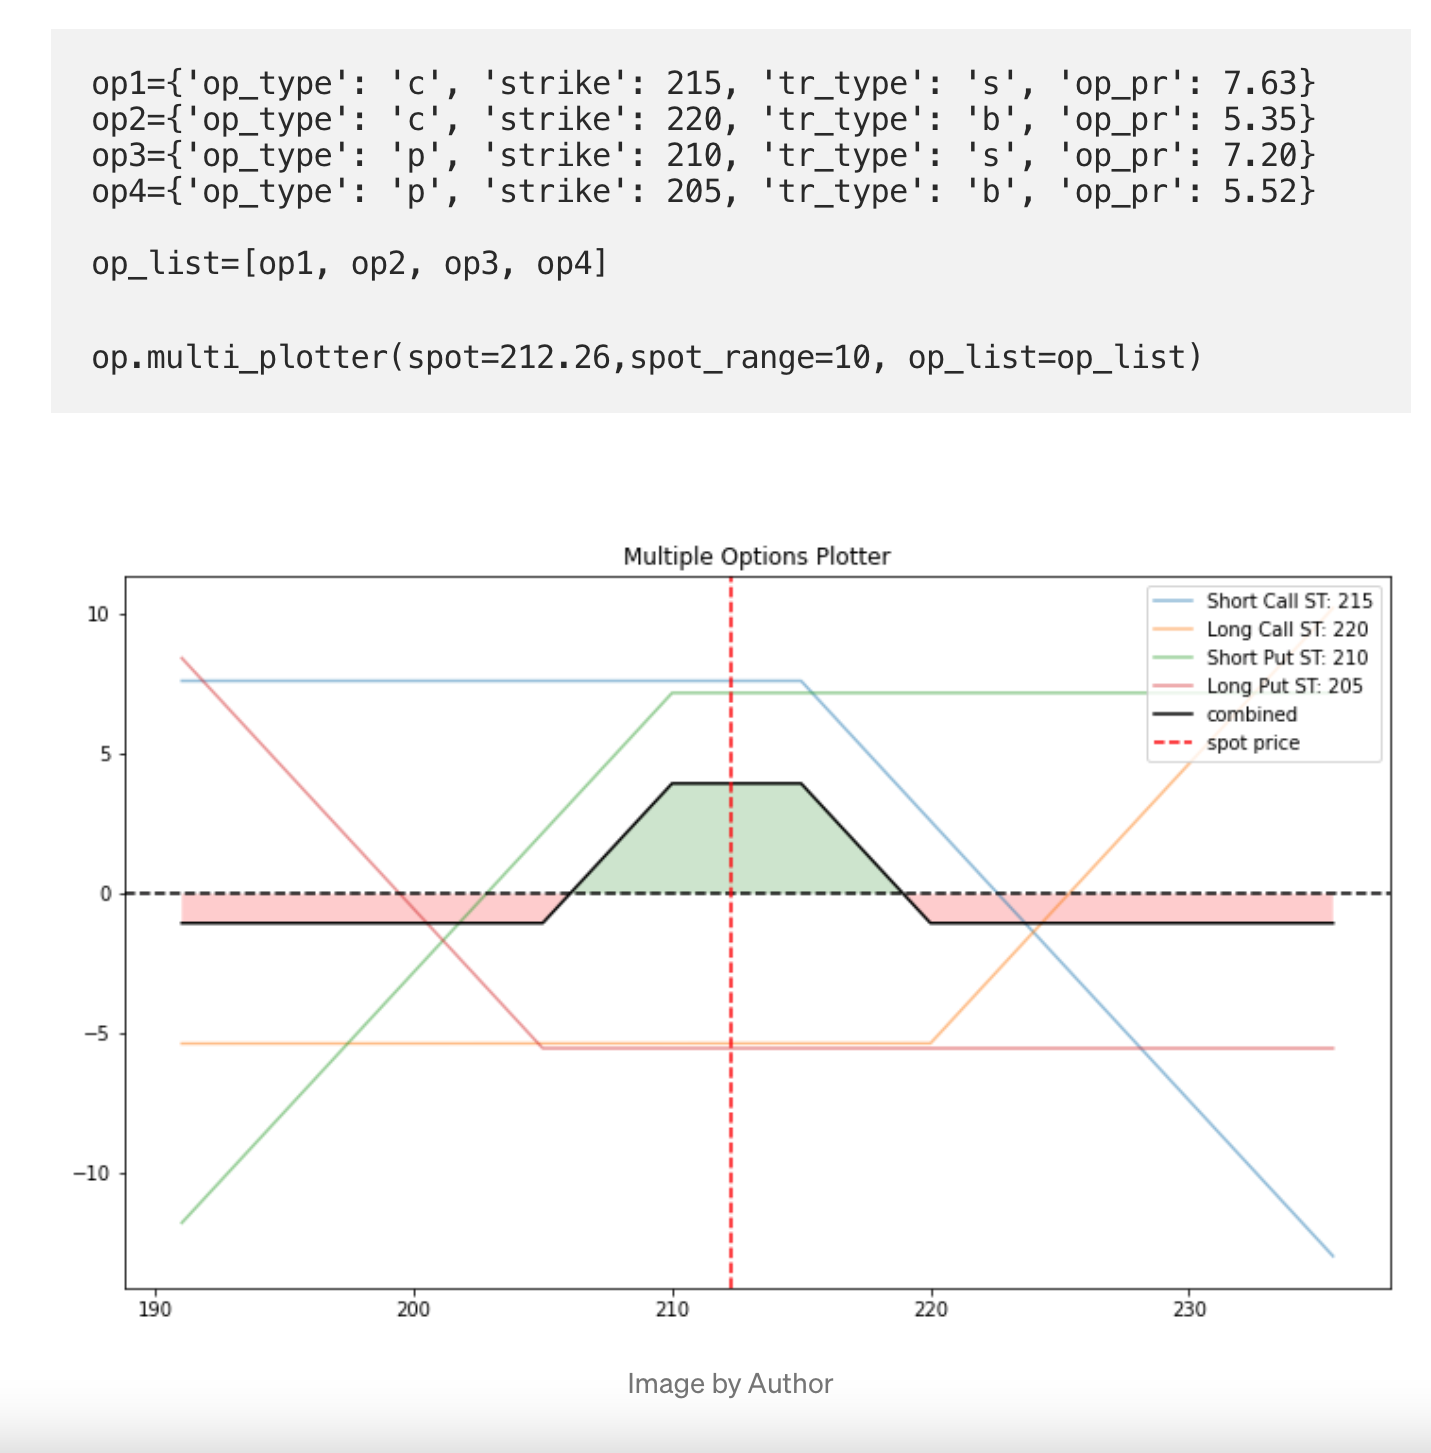 op1={'op_type': 'c', 'strike': 215, 'tr_type': 's', 'op_pr': 7.63}
op2={'op_type': 'c', 'strike': 220, 'tr_type': 'b', 'op_pr': 5.35}
op3={'op_type': 'p', 'strike': 210, 'tr_type': 's', 'op_pr': 7.20}
op4={'op_type': 'p', 'strike': 205, 'tr_type': 'b', 'op_pr': 5.52}
op_list=[op1, op2, op3, op4]
op.multi_plotter(spot=212.26,spot_range=10, op_list=op_list)
Multiple Options Plotter
Short Call ST: 215
Long Call ST: 220
Short Put ST: 210
Long Put ST: 205
combined
spot price
10
5
0
−5
−10
190 200 210 220 230
Image by Author